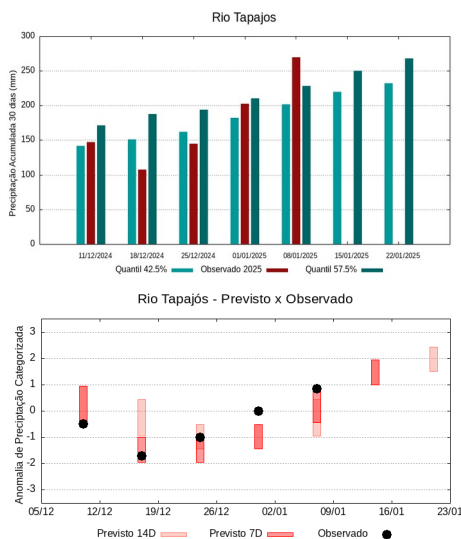 Rio Tapajos
Precipitação Acumulada 30 dias (mm)
300
250
200
150
100
50
0
11/12/2024 18/12/2024 25/12/2024 01/01/2025 08/01/2025 15/01/2025 22/01/2025
Quantil 42.5% Observado 2025 Quantil 57.5%
Rio Tapajós - Previsto x Observado
Anomalia de Preciptação Categorizada
3
2
1
0
-1
-2
-3
05/12 12/12 19/12 26/12 02/01 09/01 16/01 23/01
Previsto 14D Previsto 7D Observado